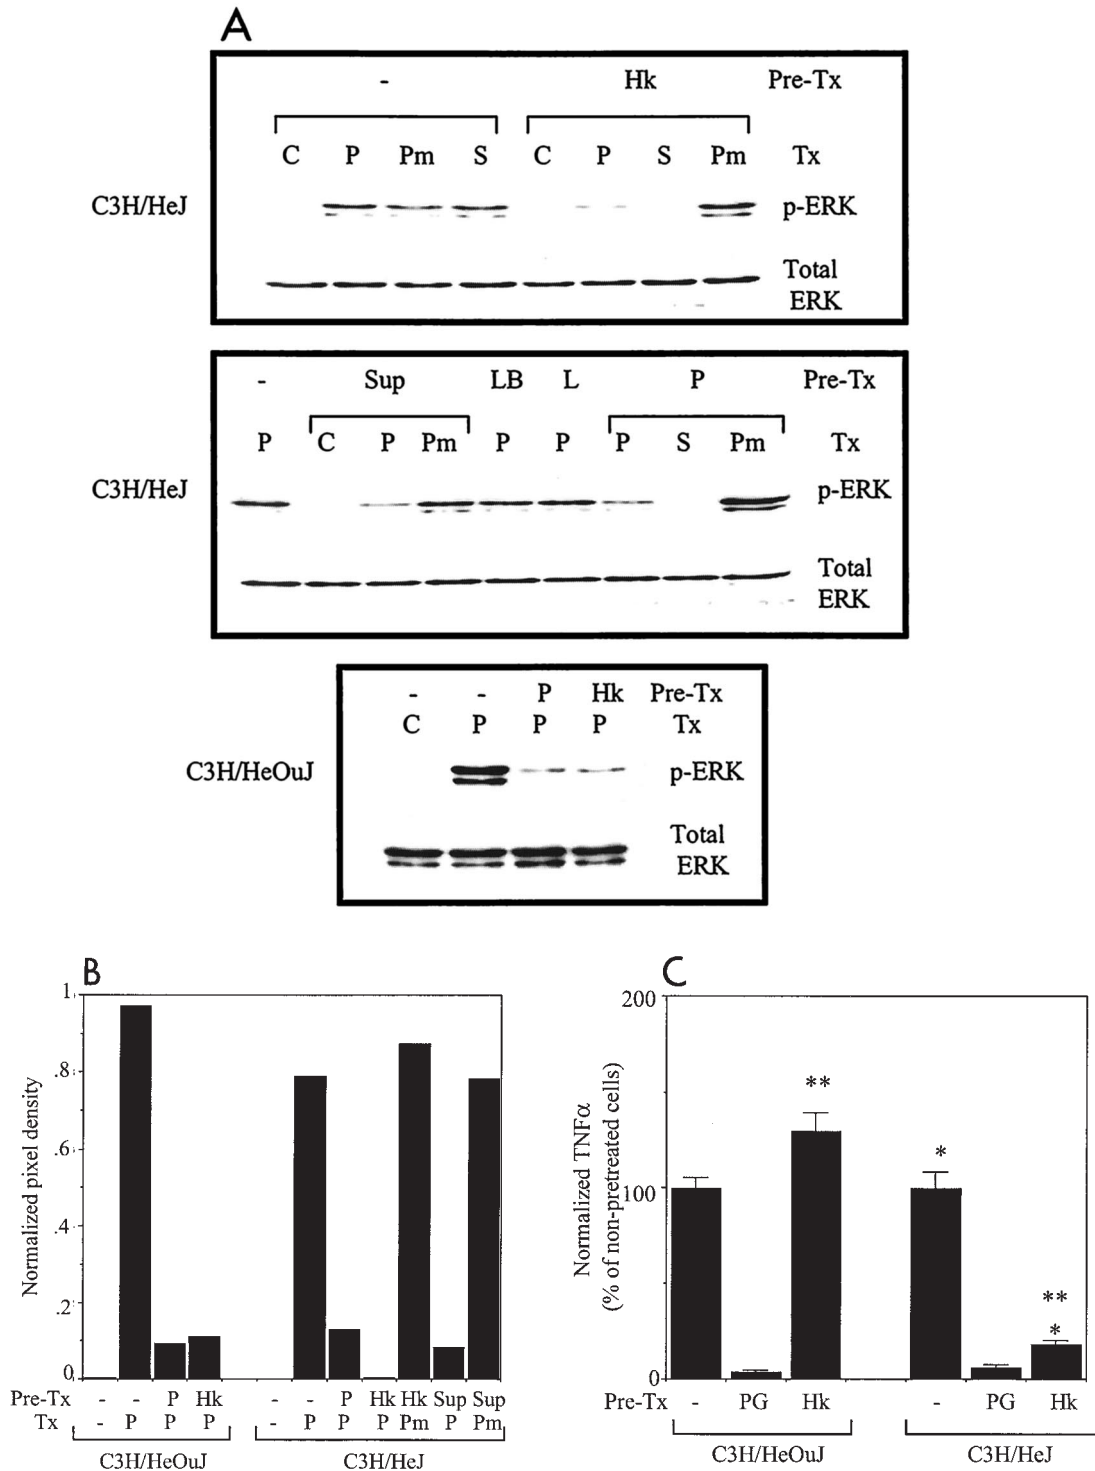 A
- Hk Pre-Tx
C P Pm S C P S Pm Tx
C3H/HeJ p-ERK
Total
ERK
- Sup LB L P Pre-Tx
P C P Pm P P P S Pm Tx
C3H/HeJ p-ERK
Total
ERK
- - P Hk Pre-Tx
C P P P Tx
C3H/HeOuJ p-ERK
Total
ERK
B
Normalized pixel density
1
.8
.6
.4
.2
0
Pre-Tx - - P Hk - - P Hk Hk Sup Sup
Tx - P P P - P P P Pm P Pm
C3H/HeOuJ C3H/HeJ
C
Normalized TNFα
(% of non-pretreated cells)
200
100
0
**
*
**
*
Pre-Tx - PG Hk - PG Hk
C3H/HeOuJ C3H/HeJ